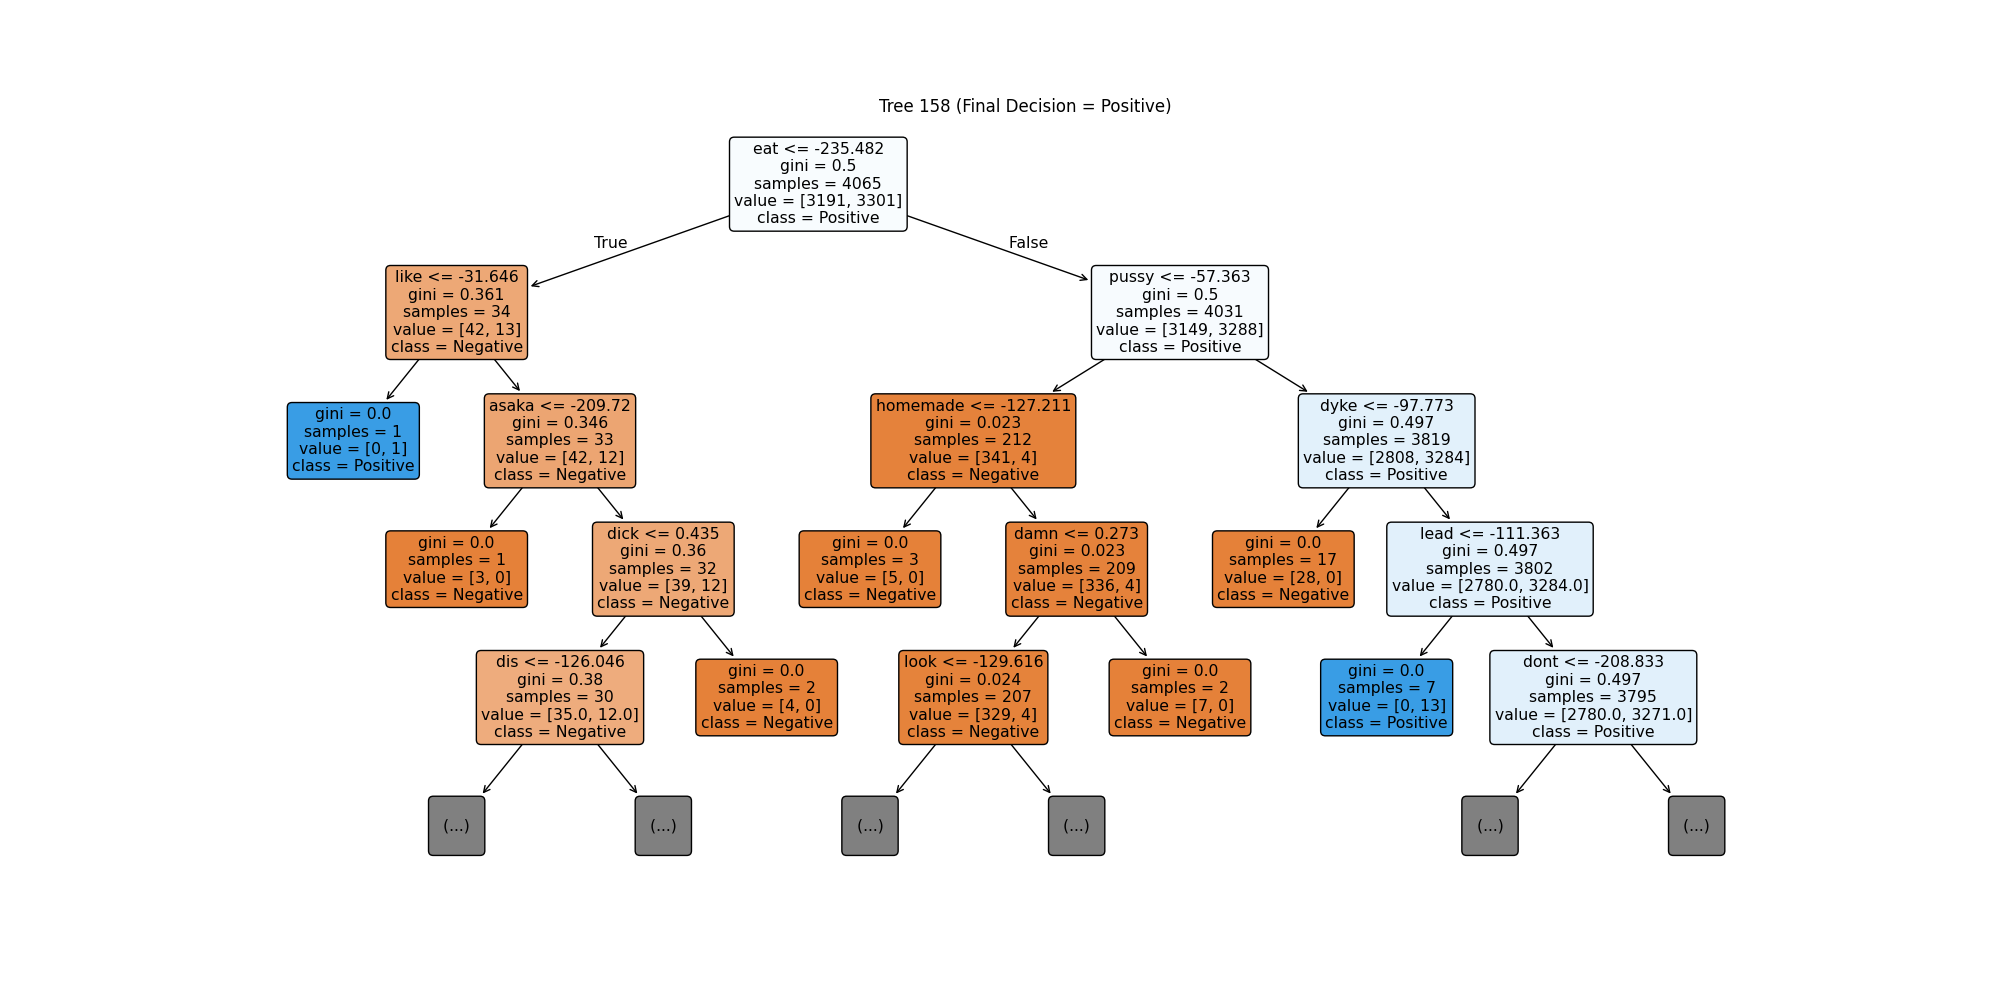 Tree 158 (Final Decision = Positive)
eat <= -235.482
gini = 0.5
samples = 4065
value = [3191, 3301]
class = Positive
True
False
like <= -31.646
gini = 0.361
samples = 34
value = [42, 13]
class = Negative
pussy <= -57.363
gini = 0.5
samples = 4031
value = [3149, 3288]
class = Positive
gini = 0.0
samples = 1
value = [0, 1]
class = Positive
asaka <= -209.72
gini = 0.346
samples = 33
value = [42, 12]
class = Negative
homemade <= -127.211
gini = 0.023
samples = 212
value = [341, 4]
class = Negative
dyke <= -97.773
gini = 0.497
samples = 3819
value = [2808, 3284]
class = Positive
gini = 0.0
samples = 1
value = [3, 0]
class = Negative
dick <= 0.435
gini = 0.36
samples = 32
value = [39, 12]
class = Negative
gini = 0.0
samples = 3
value = [5, 0]
class = Negative
damn <= 0.273
gini = 0.023
samples = 209
value = [336, 4]
class = Negative
gini = 0.0
samples = 17
value = [28, 0]
class = Negative
lead <= -111.363
gini = 0.497
samples = 3802
value = [2780.0, 3284.0]
class = Positive
dis <= -126.046
gini = 0.38
samples = 30
value = [35.0, 12.0]
class = Negative
gini = 0.0
samples = 2
value = [4, 0]
class = Negative
look <= -129.616
gini = 0.024
samples = 207
value = [329, 4]
class = Negative
gini = 0.0
samples = 2
value = [7, 0]
class = Negative
gini = 0.0
samples = 7
value = [0, 13]
class = Positive
dont <= -208.833
gini = 0.497
samples = 3795
value = [2780.0, 3271.0]
class = Positive
(...)
(...)
(...)
(...)
(...)
(...)